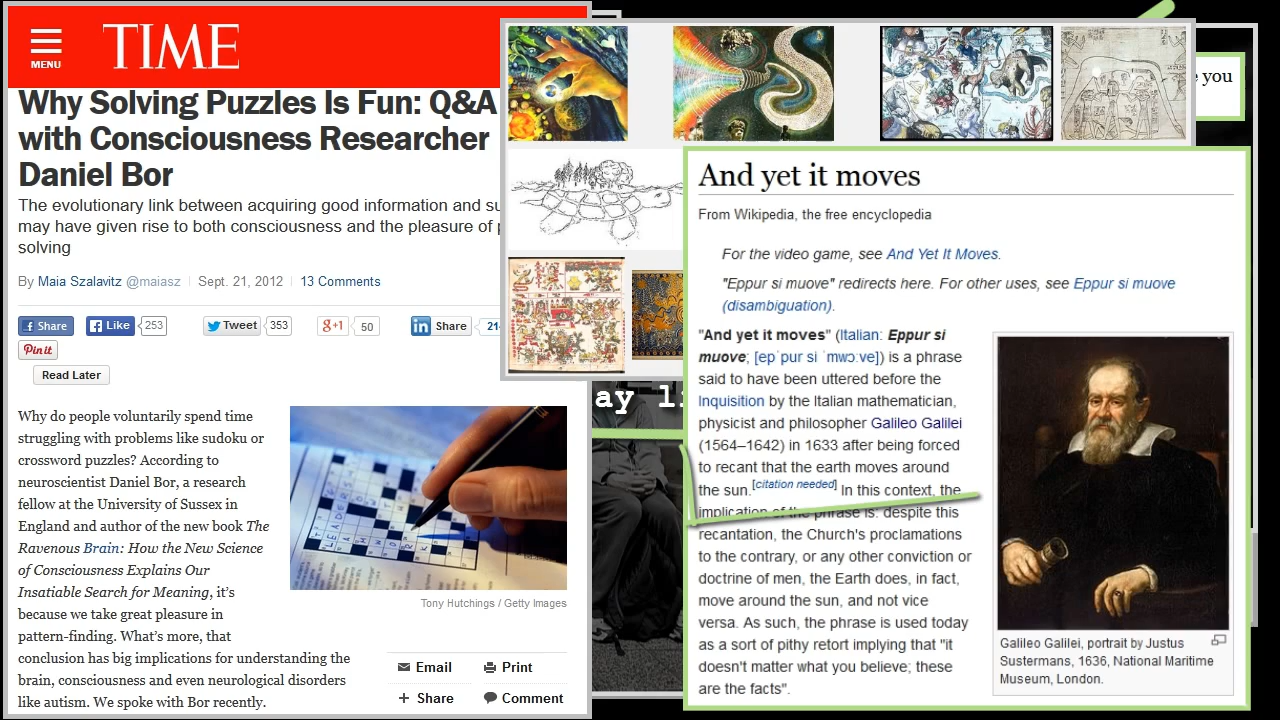 MENU
TIME
Why Solving Puzzles Is Fun: Q&A
with Consciousness Researcher
Daniel Bor
The evolutionary link between acquiring good information and su
may have given rise to both consciousness and the pleasure of p
solving
By Maia Szalavitz @maiasz | Sept. 21, 2012 | 13 Comments
Share
Like 253
Tweet 353
g+1 50
in Share 21
Pin it
Read Later
Why do people voluntarily spend time
struggling with problems like sudoku or
crossword puzzles? According to
neuroscientist Daniel Bor, a research
fellow at the University of Sussex in
England and author of the new book The
Ravenous Brain: How the New Science
of Consciousness Explains Our
Insatiable Search for Meaning, it's
because we take great pleasure in
pattern-finding. What's more, that
conclusion has big implications for understanding the
brain, consciousness and even neurological disorders
like autism. We spoke with Bor recently.
Tony Hutchings / Getty Images
Email
Print
Share
Comment
e you
ay li
And yet it moves
From Wikipedia, the free encyclopedia
For the video game, see And Yet It Moves.
"Eppur si muove" redirects here. For other uses, see Eppur si muove
(disambiguation).
"And yet it moves" (Italian: Eppur si
muove; [epˈpur si ˈmwɔːve]) is a phrase
said to have been uttered before the
Inquisition by the Italian mathematician,
physicist and philosopher Galileo Galilei
(1564–1642) in 1633 after being forced
to recant that the earth moves around
the sun.[citation needed] In this context, the
implication of the phrase is: despite this
recantation, the Church's proclamations
to the contrary, or any other conviction or
doctrine of men, the Earth does, in fact,
move around the sun, and not vice
versa. As such, the phrase is used today
as a sort of pithy retort implying that "it
doesn't matter what you believe; these
are the facts".
Galileo Galilei, portrait by Justus
Sustermans, 1636, National Maritime
Museum, London.